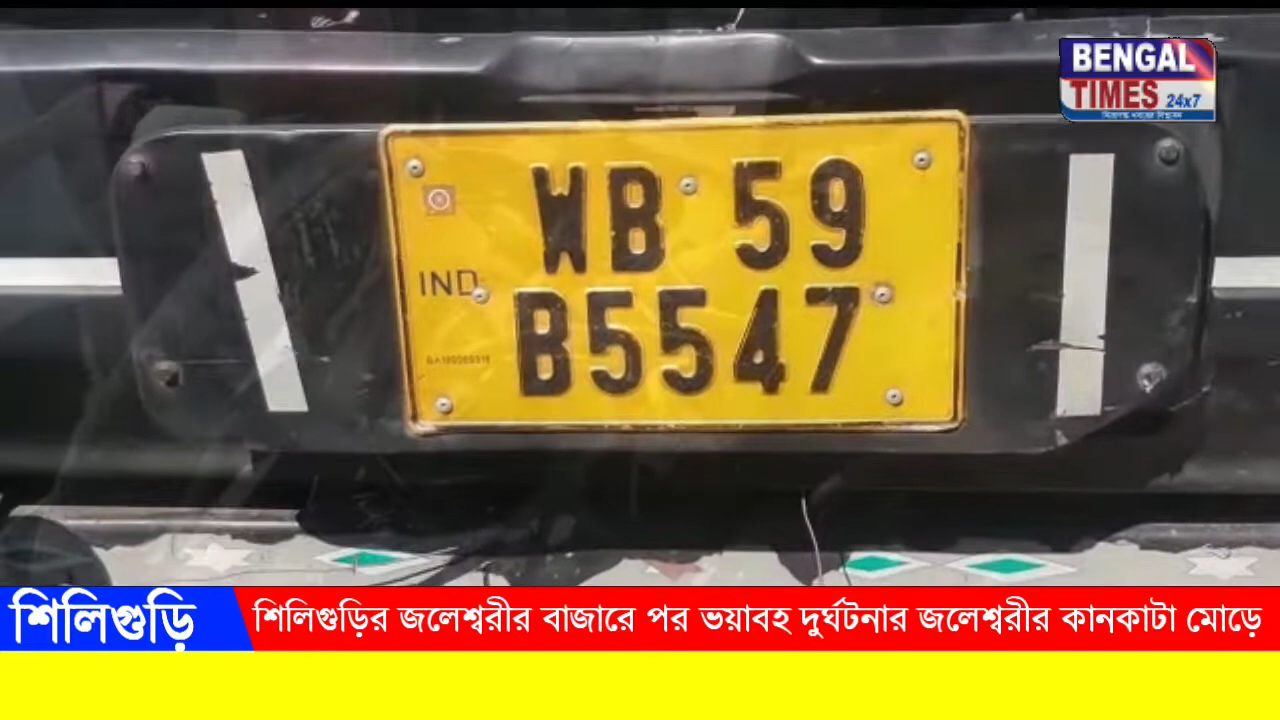 BENGAL
TIMES 24x7
WB 59
IND
B5547
শিলিগুড়ি
শিলিগুড়ির জলেশ্বরীর বাজারে পর ভয়াবহ দুর্ঘটনার জলেশ্বরীর কানকাটা মোড়ে